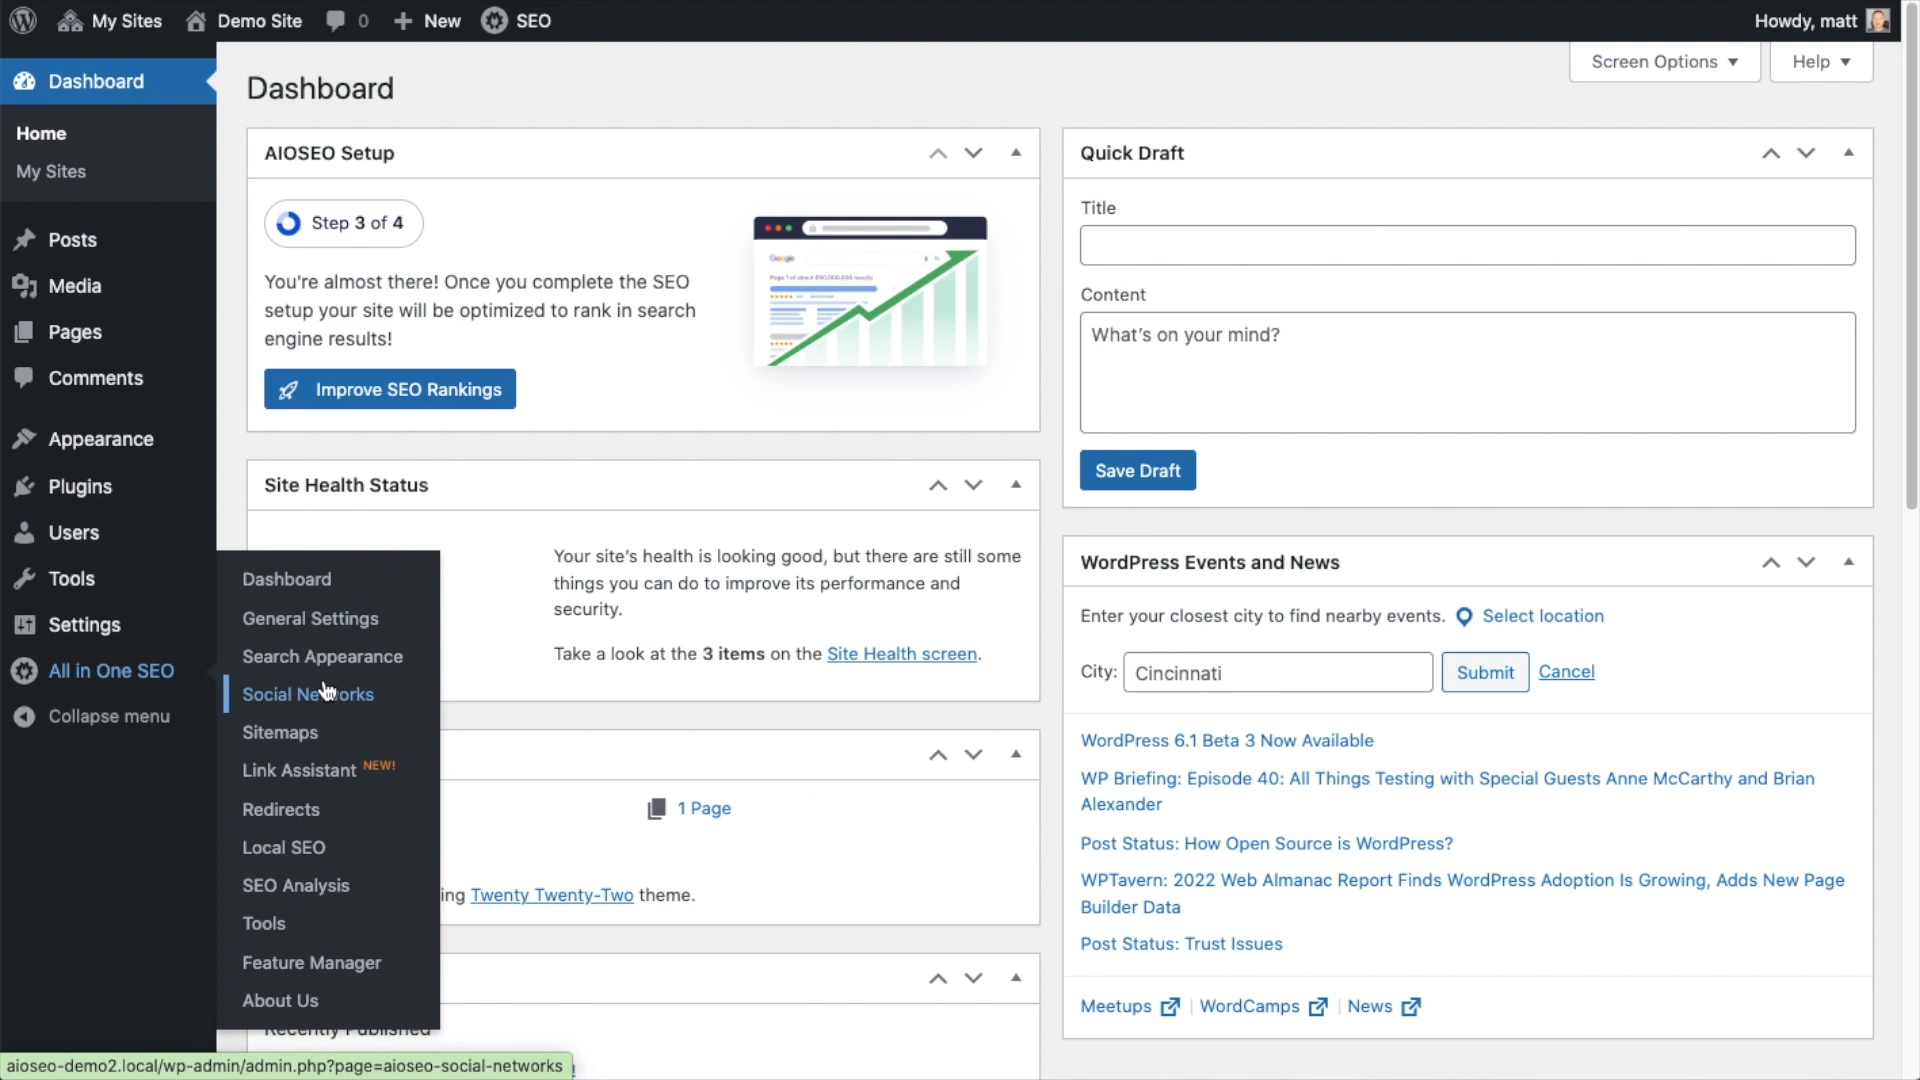 My Sites
Demo Site
0
New
SEO
Howdy, matt
Dashboard
Home
My Sites
Posts
Media
Pages
Comments
Appearance
Plugins
Users
Tools
Settings
All in One SEO
Collapse menu
Dashboard
General Settings
Search Appearance
Social Networks
Sitemaps
Link Assistant NEW!
Redirects
Local SEO
SEO Analysis
Tools
Feature Manager
About Us
Screen Options
Help
Dashboard
AIOSEO Setup
Step 3 of 4
You're almost there! Once you complete the SEO
setup your site will be optimized to rank in search
engine results!
Improve SEO Rankings
Google
Site Health Status
Your site's health is looking good, but there are still some
things you can do to improve its performance and
security.
Take a look at the 3 items on the Site Health screen.
1 Page
ing Twenty Twenty-Two theme.
Recently Published
Quick Draft
Title
Content
What's on your mind?
Save Draft
WordPress Events and News
Enter your closest city to find nearby events. Select location
City: Cincinnati Submit Cancel
WordPress 6.1 Beta 3 Now Available
WP Briefing: Episode 40: All Things Testing with Special Guests Anne McCarthy and Brian
Alexander
Post Status: How Open Source is WordPress?
WPTavern: 2022 Web Almanac Report Finds WordPress Adoption Is Growing, Adds New Page
Builder Data
Post Status: Trust Issues
Meetups | WordCamps | News
aioseo-demo2.local/wp-admin/admin.php?page=aioseo-social-networks